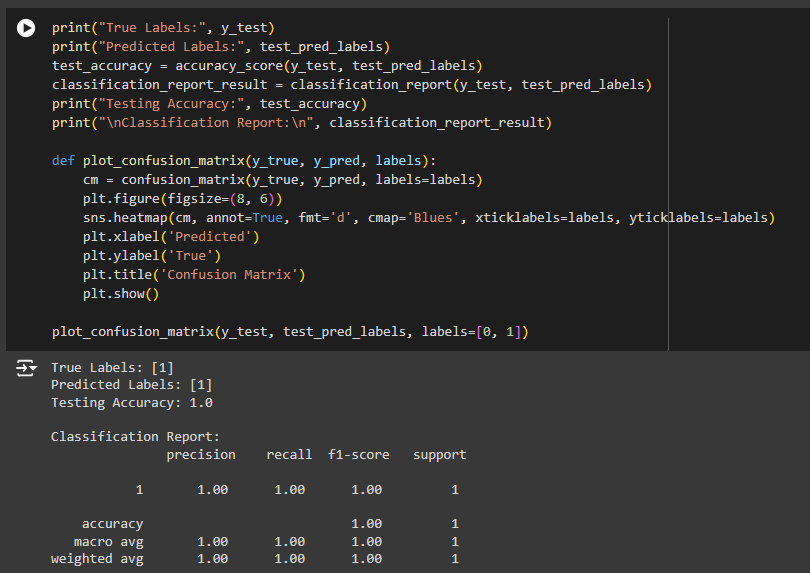 print("True Labels:", y_test)
print("Predicted Labels:", test_pred_labels)
test_accuracy = accuracy_score(y_test, test_pred_labels)
classification_report_result = classification_report(y_test, test_pred_labels)
print("Testing Accuracy:", test_accuracy)
print("\nClassification Report:\n", classification_report_result)
def plot_confusion_matrix(y_true, y_pred, labels):
    cm = confusion_matrix(y_true, y_pred, labels=labels)
    plt.figure(figsize=(8, 6))
    sns.heatmap(cm, annot=True, fmt='d', cmap='Blues', xticklabels=labels, yticklabels=labels)
    plt.xlabel('Predicted')
    plt.ylabel('True')
    plt.title('Confusion Matrix')
    plt.show()
plot_confusion_matrix(y_test, test_pred_labels, labels=[0, 1])
True Labels: [1]
Predicted Labels: [1]
Testing Accuracy: 1.0
Classification Report:
               precision    recall  f1-score   support
           1       1.00      1.00      1.00         1
    accuracy                           1.00         1
   macro avg       1.00      1.00      1.00         1
weighted avg       1.00      1.00      1.00         1